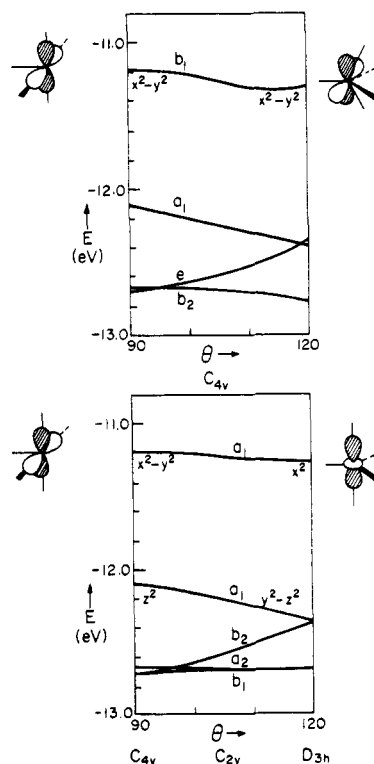 -11.0
b₁
x²-y²
x²-y²
-12.0
a₁
E
(eV)
e
b₂
-13.0
90
θ →
120
C₄ᵥ
-11.0
a₁
x²-y²
x²
-12.0
z²
a₁
y²-z²
E
(eV)
b₂
a₂
b₁
-13.0
90
θ →
120
C₄ᵥ C₂ᵥ D₃ₕ